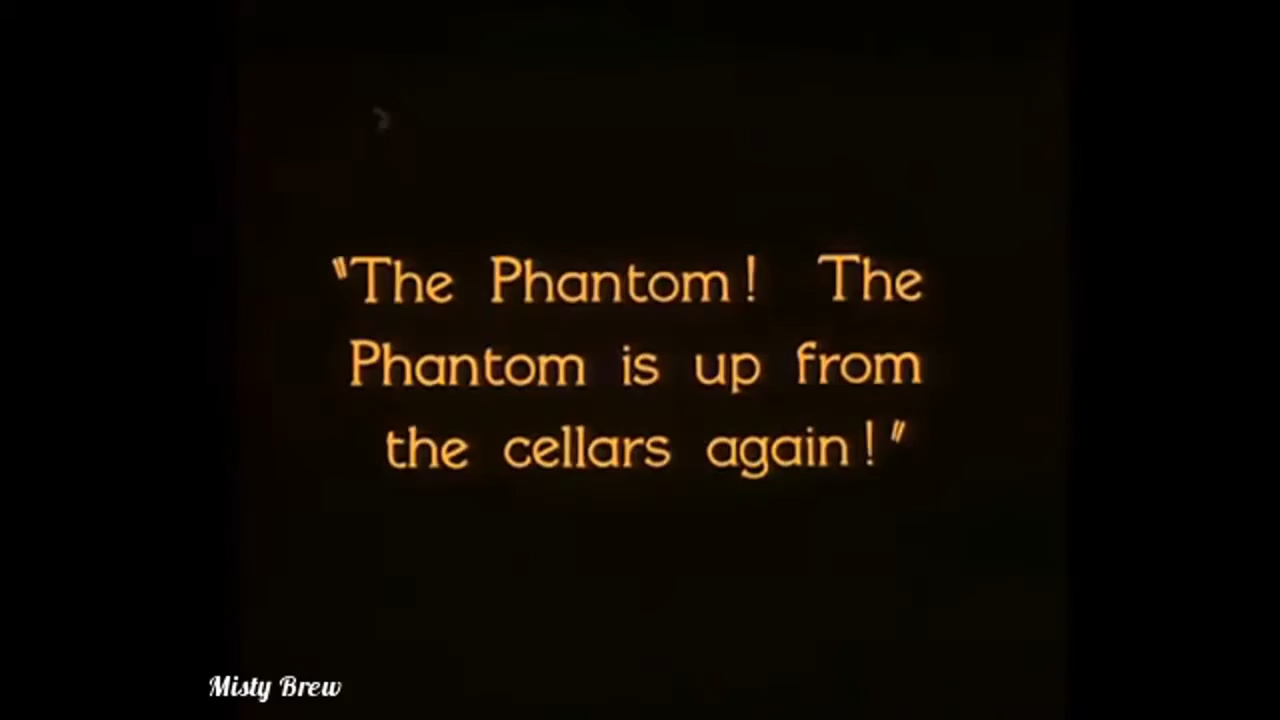 "The Phantom! The
Phantom is up from
the cellars again!"
Misty Brew